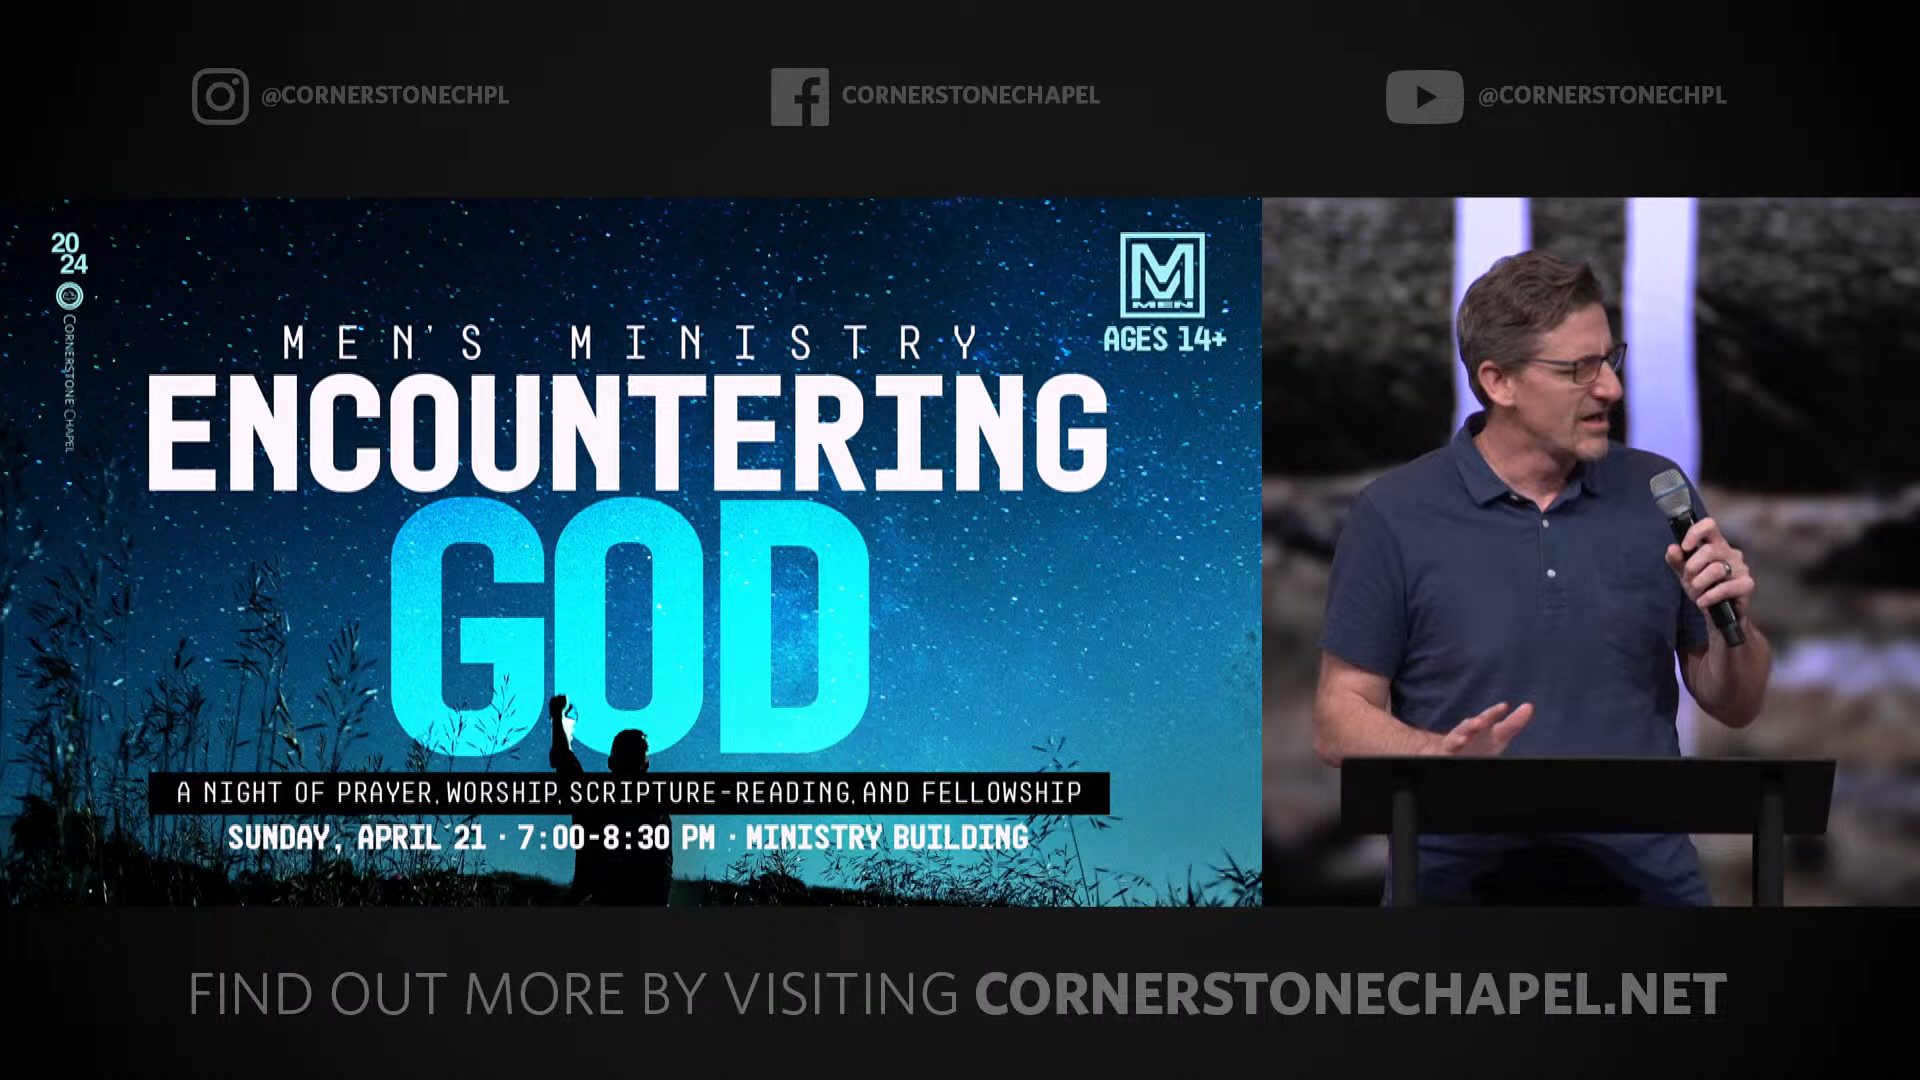 @CORNERSTONECHPL
CORNERSTONECHAPEL
@CORNERSTONECHPL
20
24
CORNERSTONE CHAPEL
M
MEN
AGES 14+
MEN'S MINISTRY
ENCOUNTERING
GOD
A NIGHT OF PRAYER, WORSHIP, SCRIPTURE-READING, AND FELLOWSHIP
SUNDAY, APRIL 21 · 7:00-8:30 PM · MINISTRY BUILDING
FIND OUT MORE BY VISITING CORNERSTONECHAPEL.NET